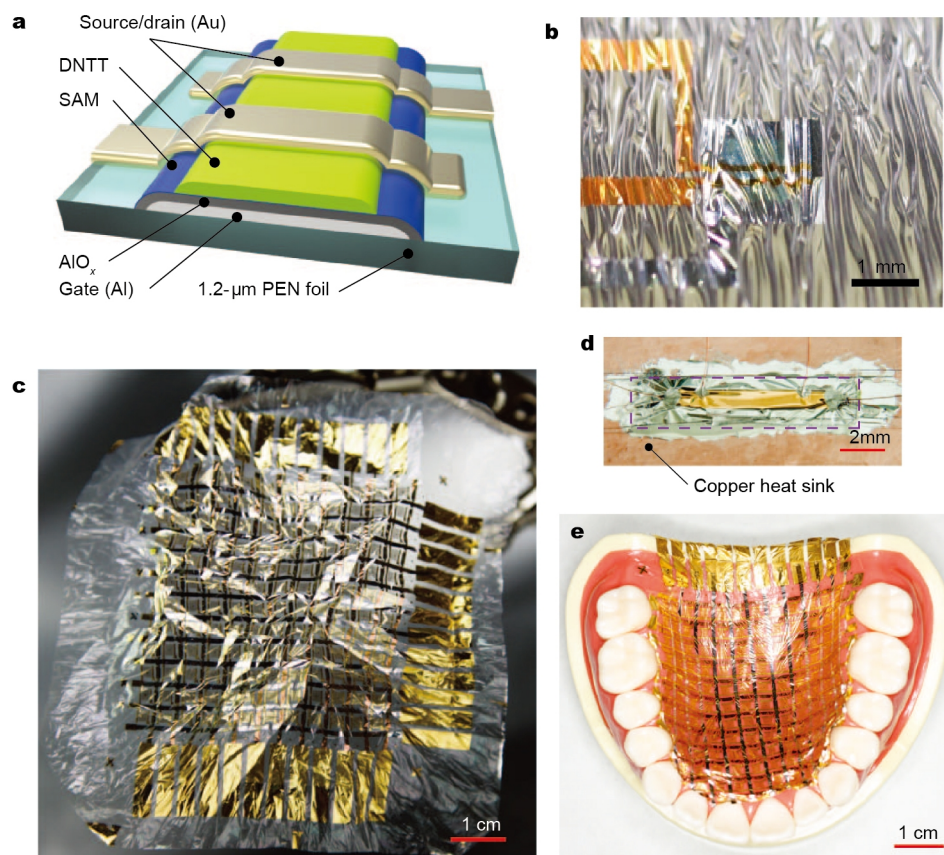 a
Source/drain (Au)
DNTT
SAM
AlOₓ
Gate (Al)
1.2-μm PEN foil
b
1 mm
c
1 cm
d
2mm
Copper heat sink
e
1 cm